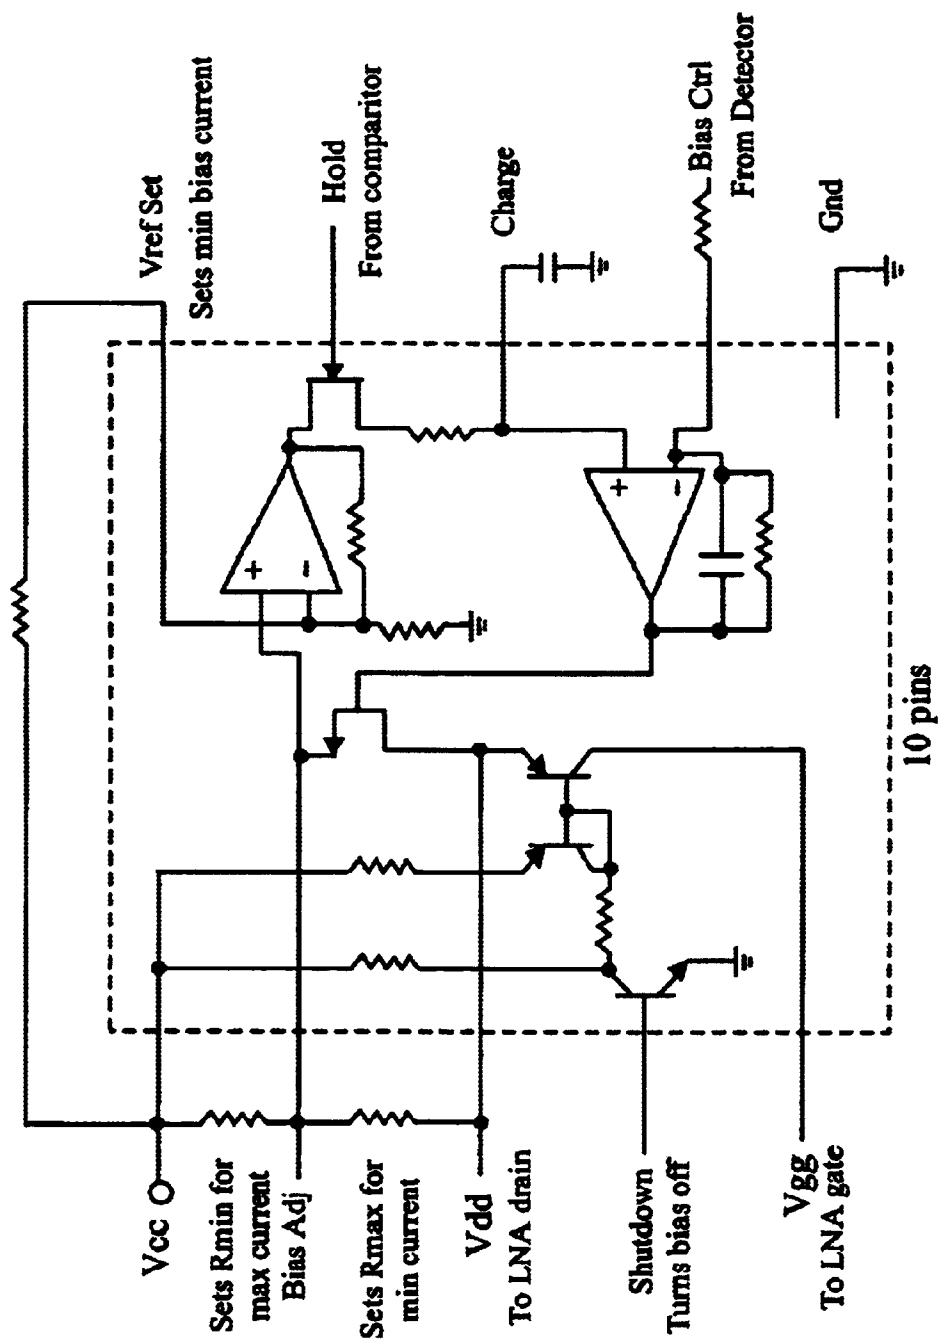 Vcc
Sets Rmin for
max current
Bias Adj
Sets Rmax for
min current
Vdd
To LNA drain
Shutdown
Turns bias off
Vgg
To LNA gate
Vref Set
Sets min bias current
Hold
From comparitor
Charge
Bias Ctrl
From Detector
Gnd
+
-
+
-
10 pins